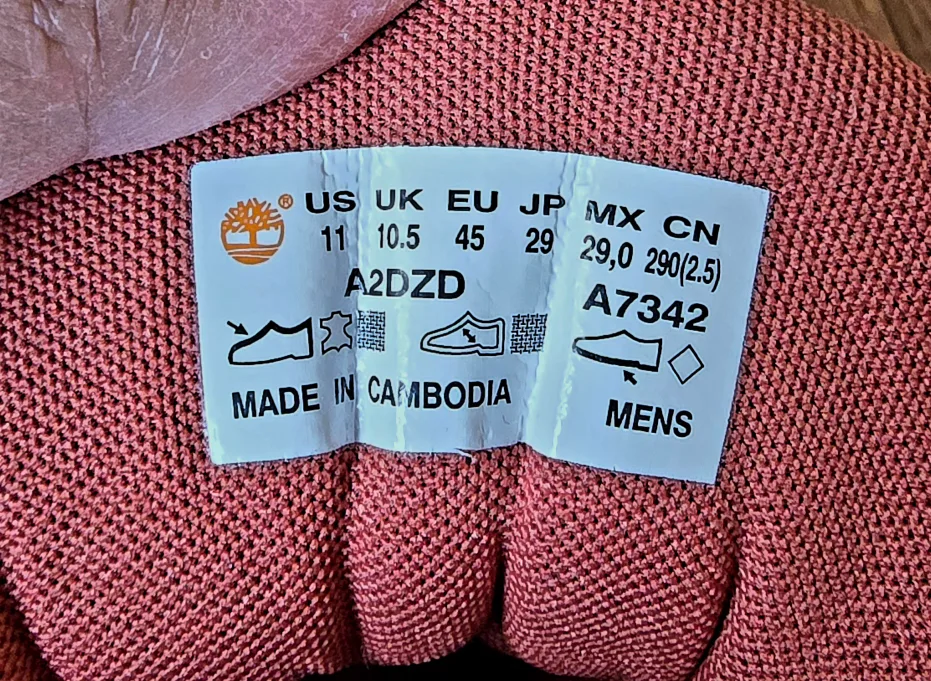 ® US UK EU JP MX CN
11 10.5 45 29 29,0 290(2.5)
A2DZD A7342
MADE IN CAMBODIA MENS